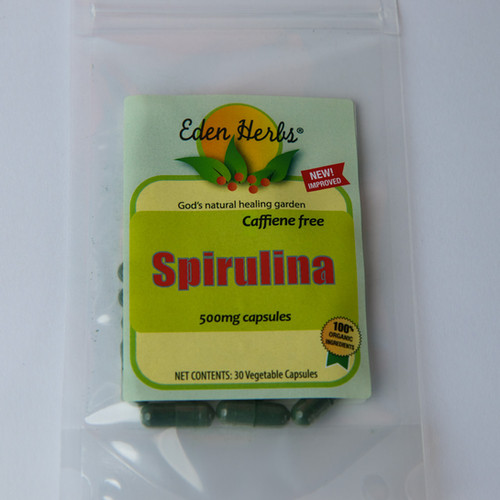 Eden Herbs®
NEW!
IMPROVED
God's natural healing garden
Caffiene free
Spirulina
500mg capsules
100%
ORGANIC
INGREDIENTS
NET CONTENTS: 30 Vegetable Capsules